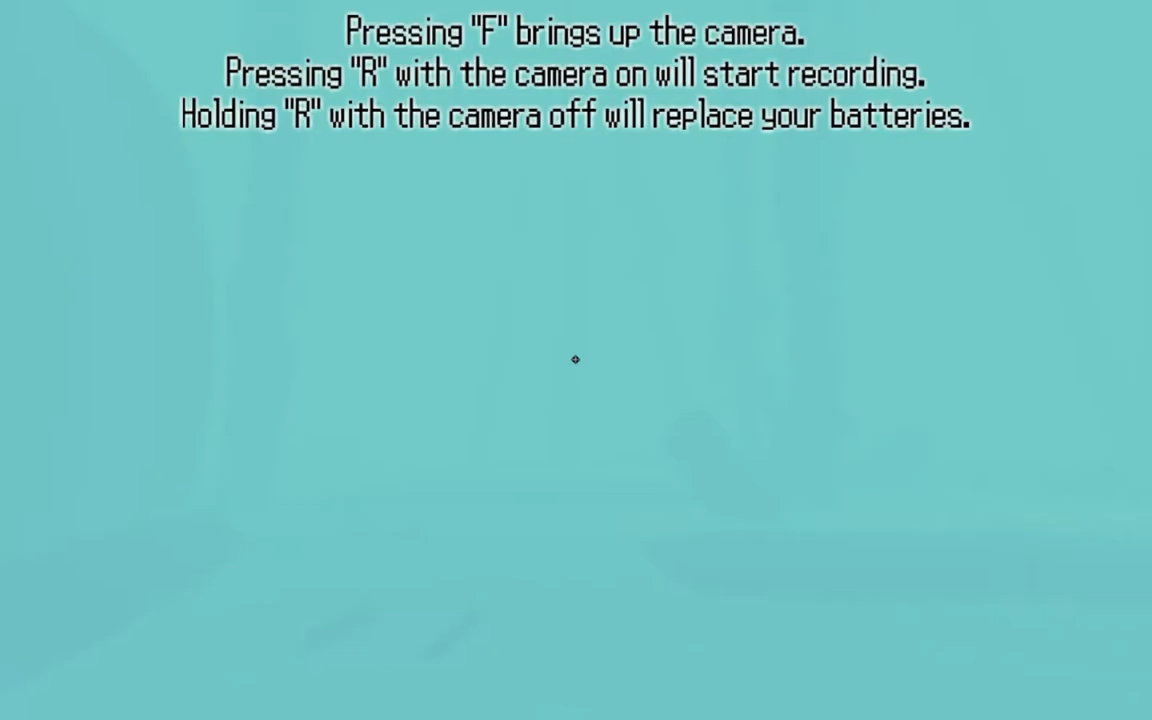 Pressing "F" brings up the camera.
Pressing "R" with the camera on will start recording.
Holding "R" with the camera off will replace your batteries.